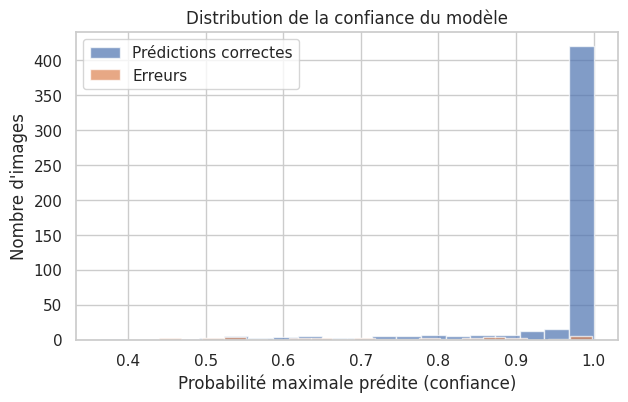 Distribution de la confiance du modèle
Prédictions correctes
Erreurs
Nombre d'images
400
350
300
250
200
150
100
50
0
0.4 0.5 0.6 0.7 0.8 0.9 1.0
Probabilité maximale prédite (confiance)